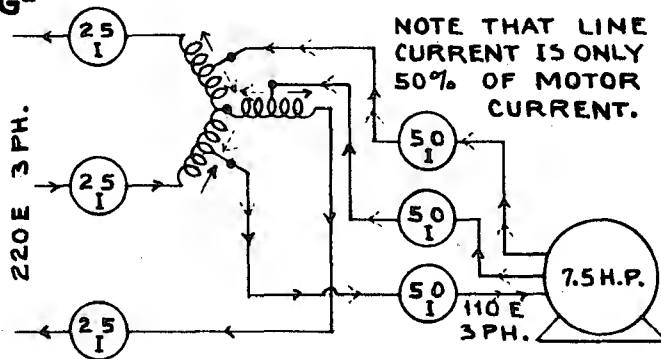 G
25
I
NOTE THAT LINE
CURRENT IS ONLY
50% OF MOTOR
CURRENT.
220 E 3 PH.
25
I
50
I
50
I
7.5 H.P.
50
I
110 E
3 PH.
25
I